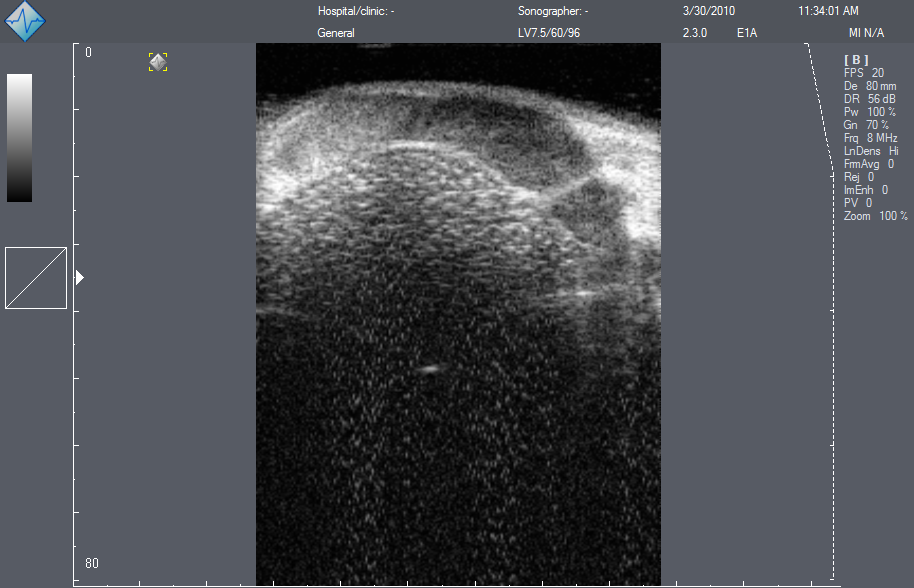 Hospital/clinic: - Sonographer: - 3/30/2010 11:34:01 AM
General LV7.5/60/96 2.3.0 E1A MI N/A
0
[ B ]
FPS 20
De 80 mm
DR 56 dB
Pw 100 %
Gn 70 %
Frq 8 MHz
LnDens Hi
FrmAvg 0
Rej 0
ImEnh 0
PV 0
Zoom 100 %
80